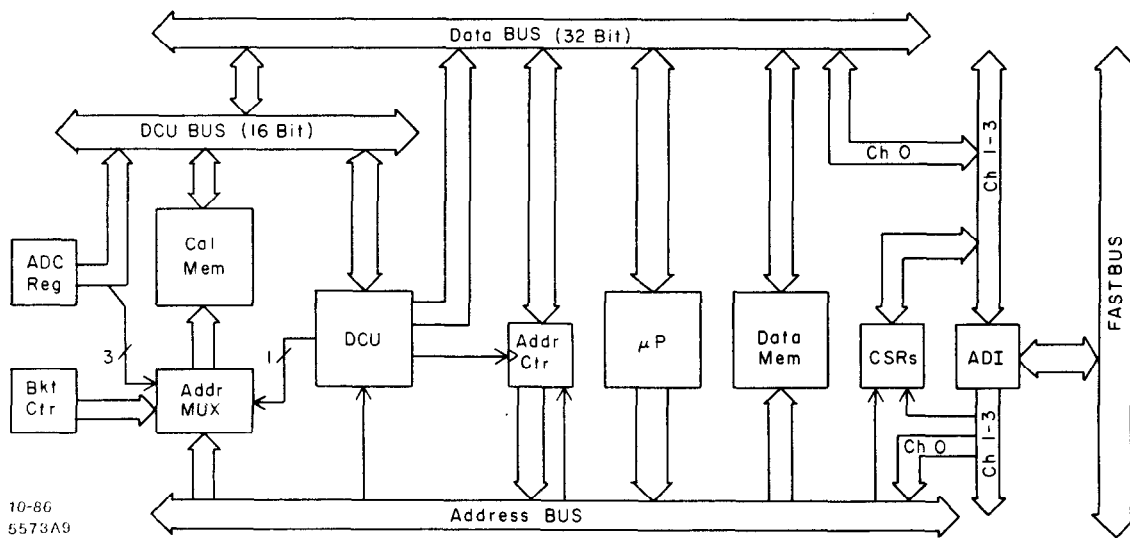 Data BUS (32 Bit)
DCU BUS (16 Bit)
Ch 0
Ch 1-3
FASTBUS
ADC
Reg
Cal
Mem
DCU
Addr
Ctr
μP
Data
Mem
CSRs
ADI
3
1
Bkt
Ctr
Addr
MUX
Ch 0
Ch 1-3
Address BUS
10-86
5573A9